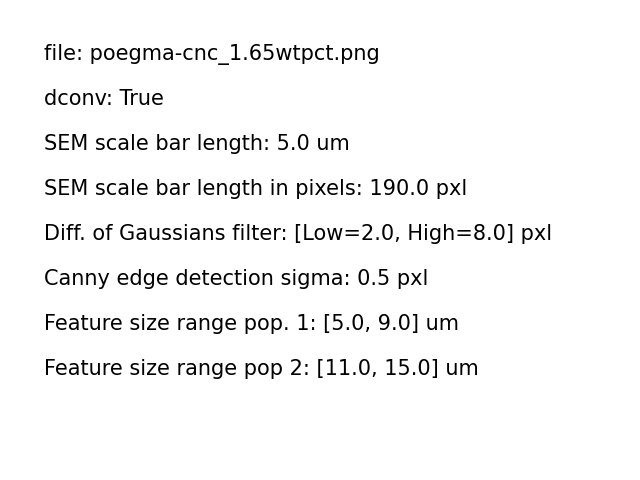 file: poegma-cnc_1.65wtpct.png
dconv: True
SEM scale bar length: 5.0 um
SEM scale bar length in pixels: 190.0 pxl
Diff. of Gaussians filter: [Low=2.0, High=8.0] pxl
Canny edge detection sigma: 0.5 pxl
Feature size range pop. 1: [5.0, 9.0] um
Feature size range pop 2: [11.0, 15.0] um